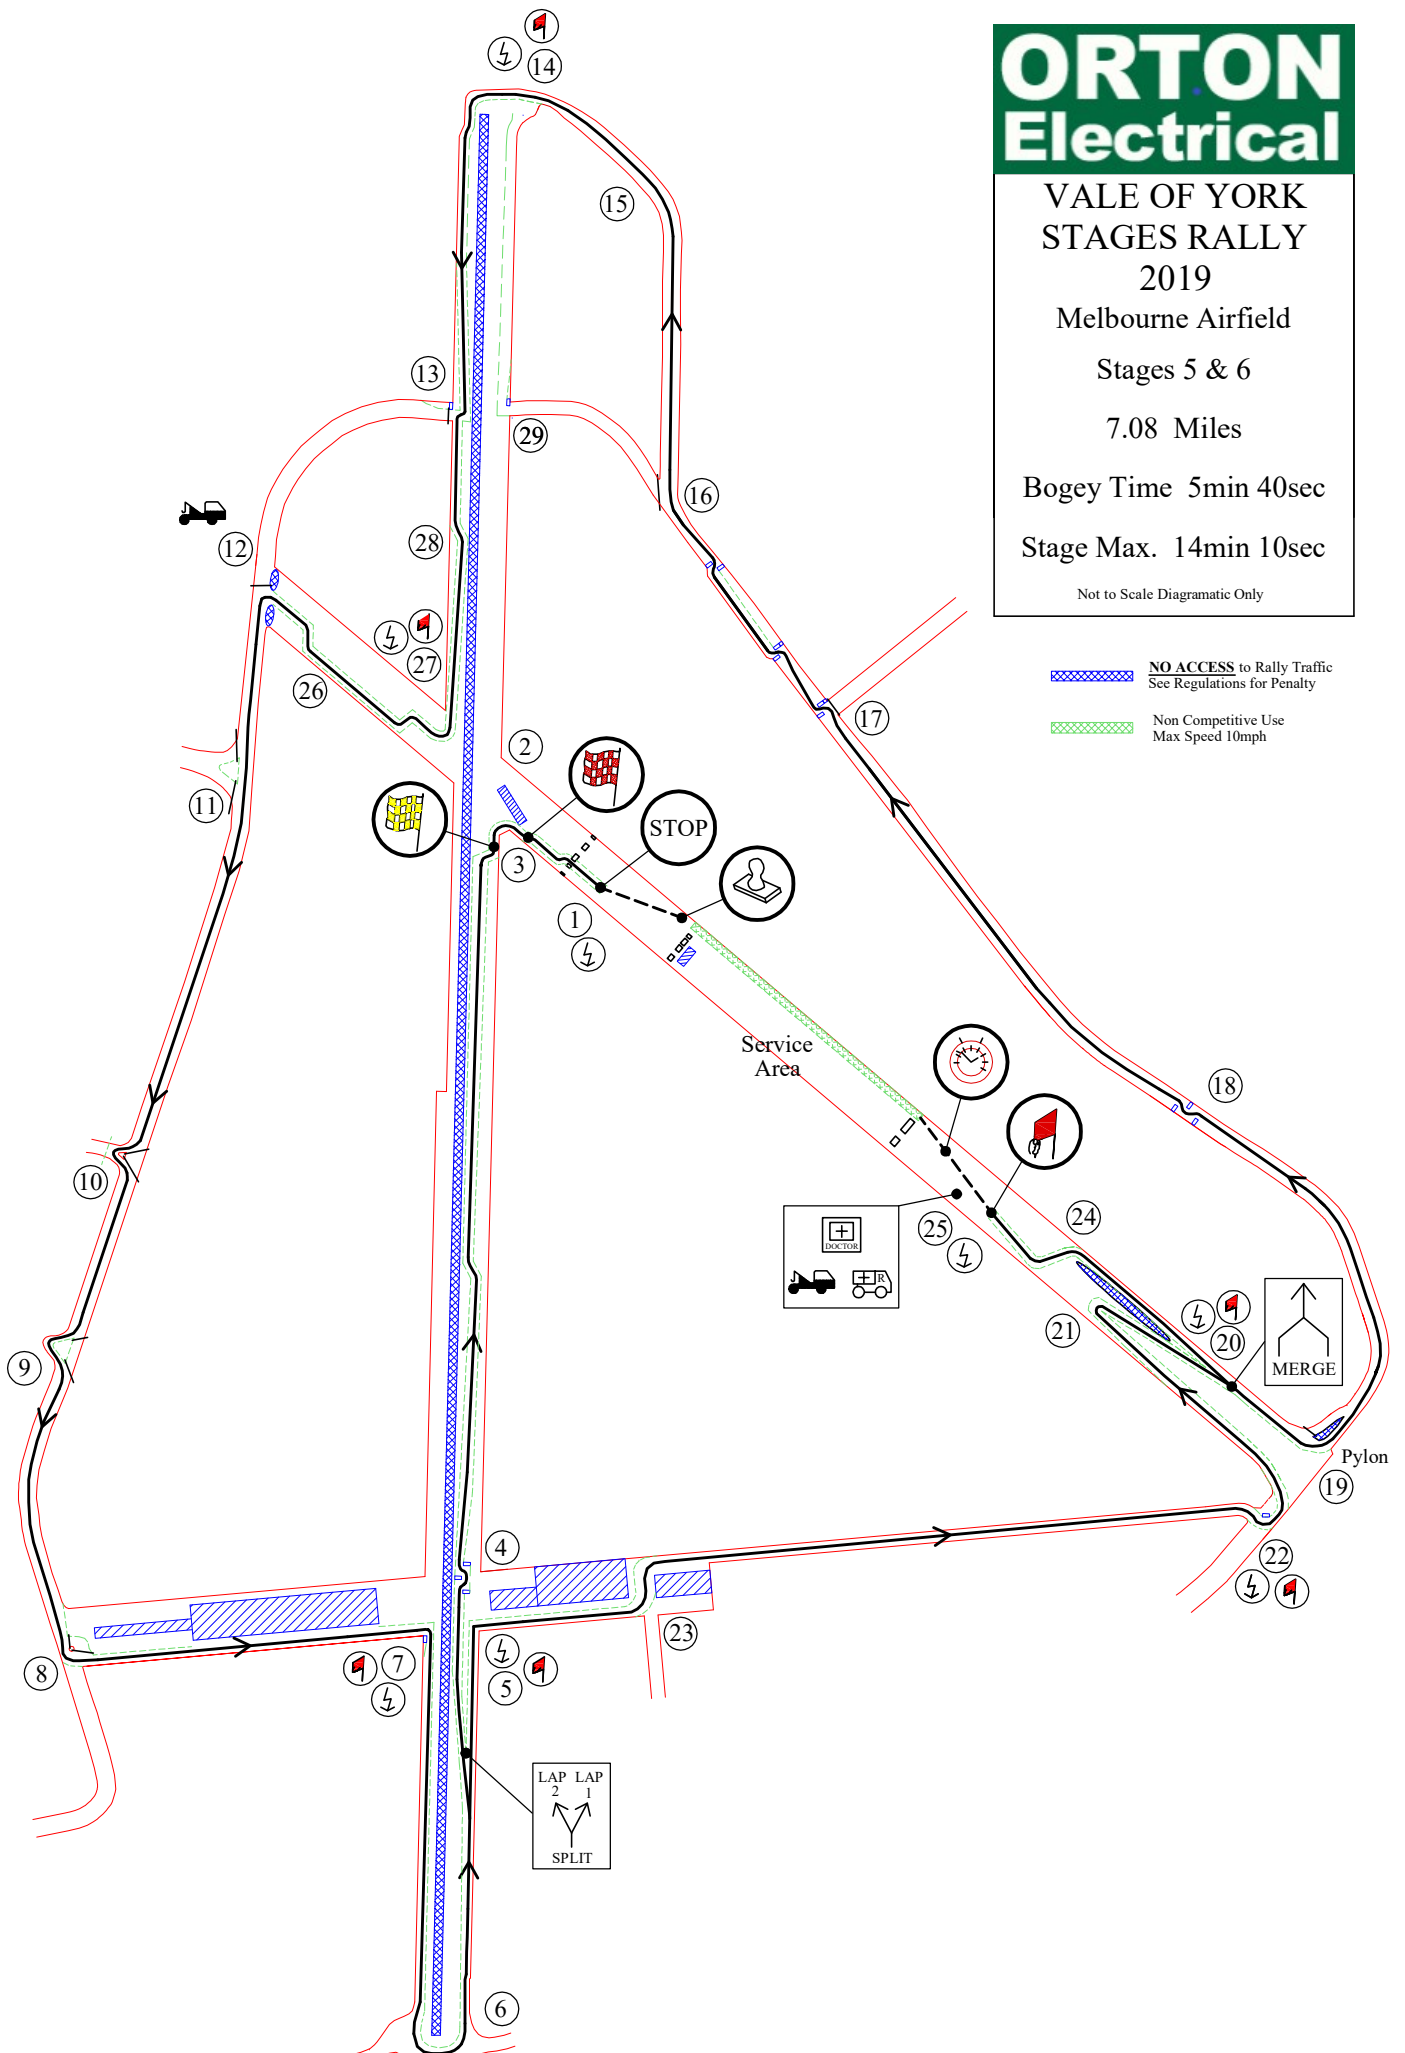 ORTON
Electrical
VALE OF YORK
STAGES RALLY
2019
Melbourne Airfield
Stages 5 & 6
7.08 Miles
Bogey Time 5min 40sec
Stage Max. 14min 10sec
Not to Scale Diagramatic Only
NO ACCESS to Rally Traffic
See Regulations for Penalty
Non Competitive Use
Max Speed 10mph
14
15
13
29
16
12
28
27
26
17
2
11
STOP
3
1
Service
Area
18
10
24
25
DOCTOR
R
21
20
MERGE
9
Pylon
19
4
22
23
8
7
5
LAP LAP
2 1
SPLIT
6